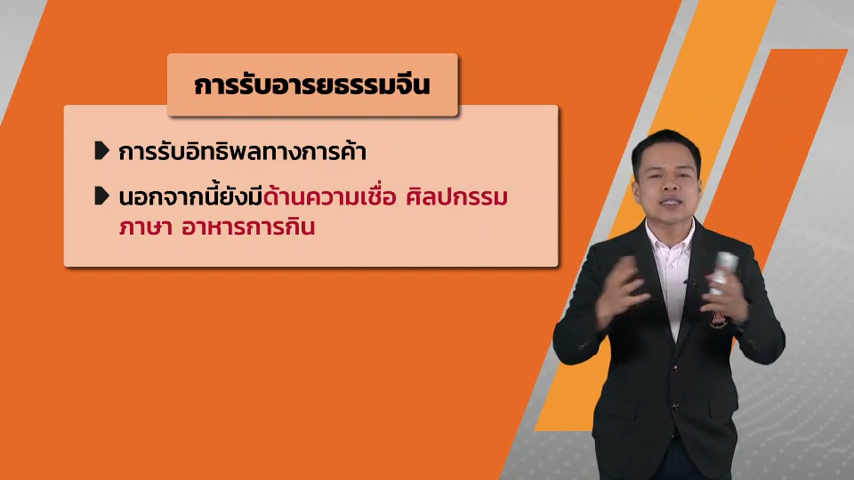 การรับอารยธรรมจีน
การรับอิทธิพลทางการค้า
นอกจากนี้ยังมีด้านความเชื่อ ศิลปกรรม
ภาษา อาหารการกิน